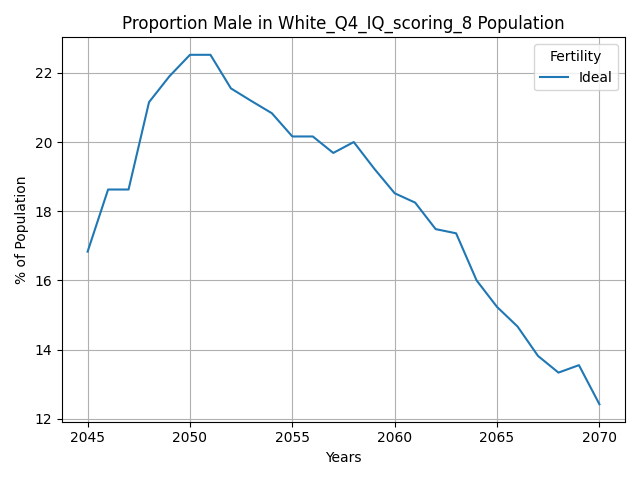 Proportion Male in White_Q4_IQ_scoring_8 Population
Fertility
Ideal
% of Population
22
20
18
16
14
12
2045 2050 2055 2060 2065 2070
Years